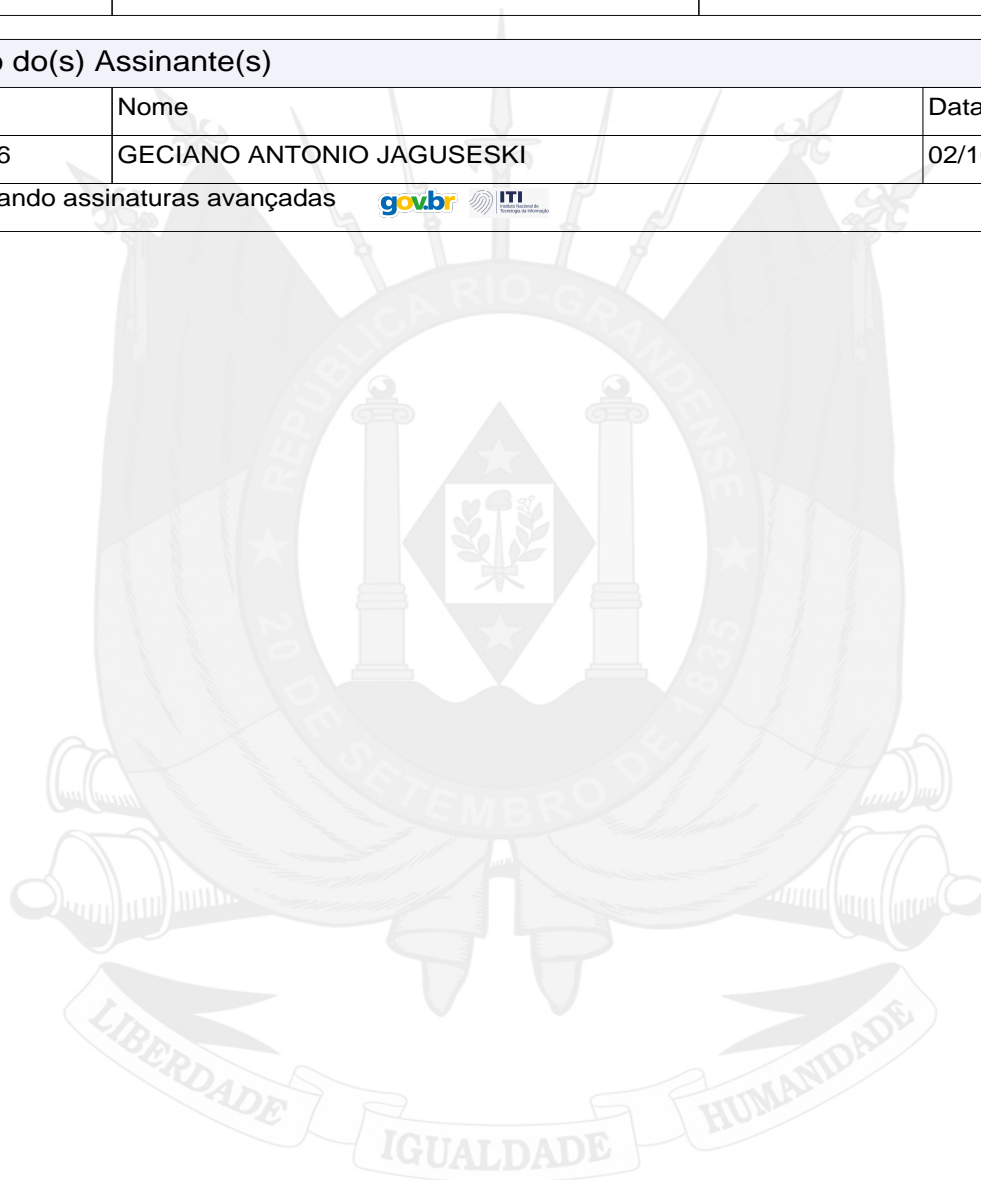 o do(s) Assinante(s)
Nome
Data
6
GECIANO ANTONIO JAGUSESKI
02/1
ando assinaturas avançadas
gov.br
ITI
REPÚBLICA RIO-GRANDENSE
20 DE SETEMBRO DE 1835
LIBERDADE
IGUALDADE
HUMANIDADE